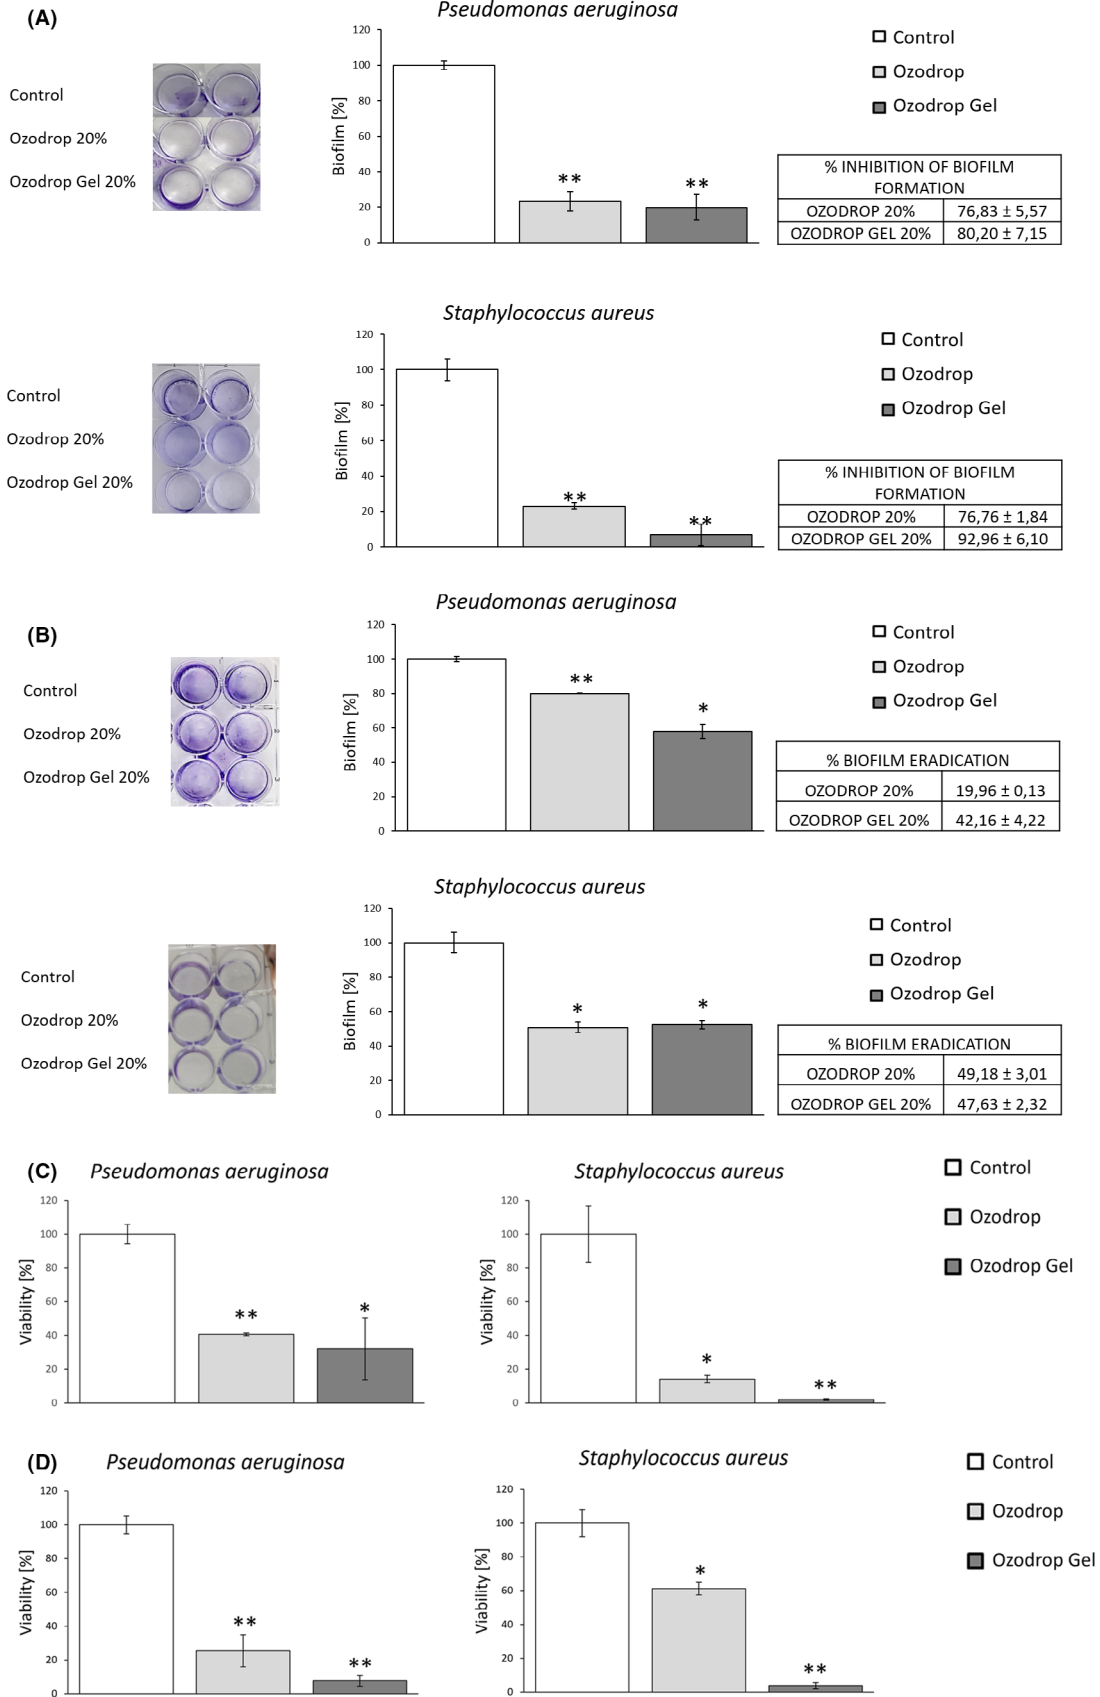 (A)
Pseudomonas aeruginosa
Control
Ozodrop 20%
Ozodrop Gel 20%
Biofilm [%]
120
100
80
60
40
20
0
**
**
Control
Ozodrop
Ozodrop Gel
% INHIBITION OF BIOFILM
FORMATION
OZODROP 20% 76,83 ± 5,57
OZODROP GEL 20% 80,20 ± 7,15
Staphylococcus aureus
Control
Ozodrop 20%
Ozodrop Gel 20%
Biofilm [%]
120
100
80
60
40
20
0
**
**
Control
Ozodrop
Ozodrop Gel
% INHIBITION OF BIOFILM
FORMATION
OZODROP 20% 76,76 ± 1,84
OZODROP GEL 20% 92,96 ± 6,10
(B)
Pseudomonas aeruginosa
Control
Ozodrop 20%
Ozodrop Gel 20%
Biofilm [%]
120
100
80
60
40
20
0
**
*
Control
Ozodrop
Ozodrop Gel
% BIOFILM ERADICATION
OZODROP 20% 19,96 ± 0,13
OZODROP GEL 20% 42,16 ± 4,22
Staphylococcus aureus
Control
Ozodrop 20%
Ozodrop Gel 20%
Biofilm [%]
120
100
80
60
40
20
0
*
*
Control
Ozodrop
Ozodrop Gel
% BIOFILM ERADICATION
OZODROP 20% 49,18 ± 3,01
OZODROP GEL 20% 47,63 ± 2,32
(C)
Pseudomonas aeruginosa
Viability [%]
120
100
80
60
40
20
0
**
*
Staphylococcus aureus
Viability [%]
120
100
80
60
40
20
0
*
**
Control
Ozodrop
Ozodrop Gel
(D)
Pseudomonas aeruginosa
Viability [%]
120
100
80
60
40
20
0
**
**
Staphylococcus aureus
Viability [%]
120
100
80
60
40
20
0
*
**
Control
Ozodrop
Ozodrop Gel